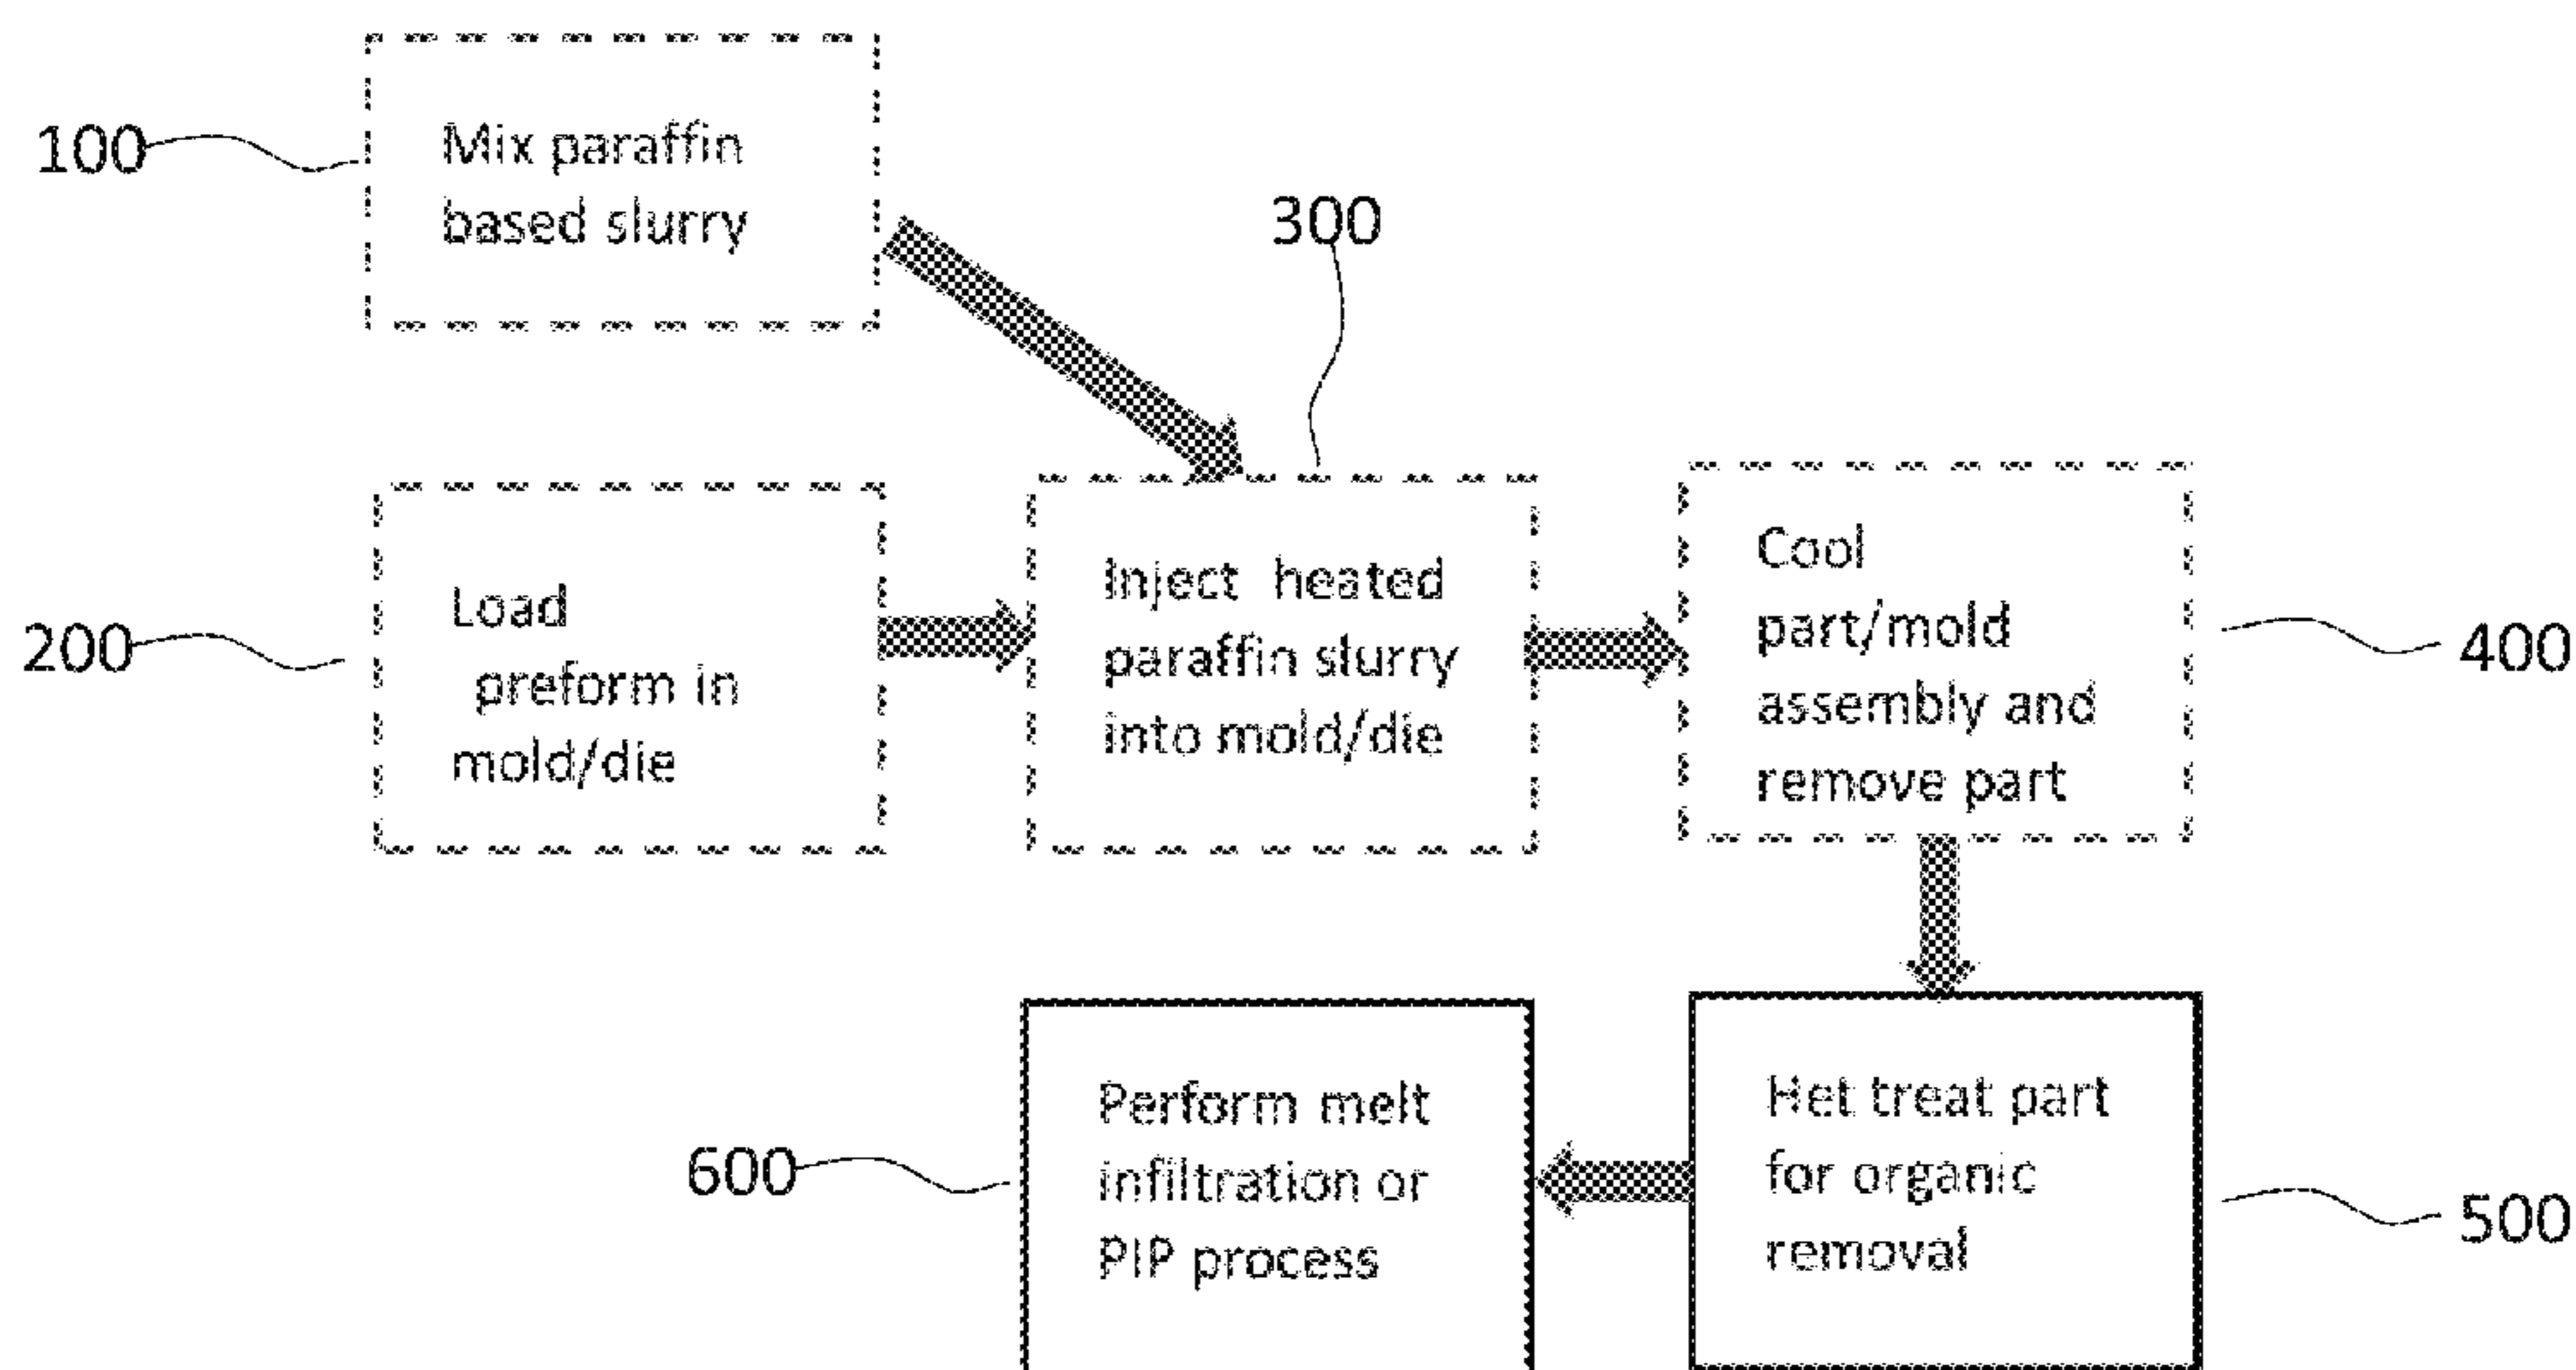 100
Mix paraffin
based slurry
300
200
Load
preform in
mold/die
Inject heated
paraffin slurry
into mold/die
Cool
part/mold
assembly and
remove part
400
600
Perform melt
infiltration or
PIP process
Het treat part
for organic
removal
500